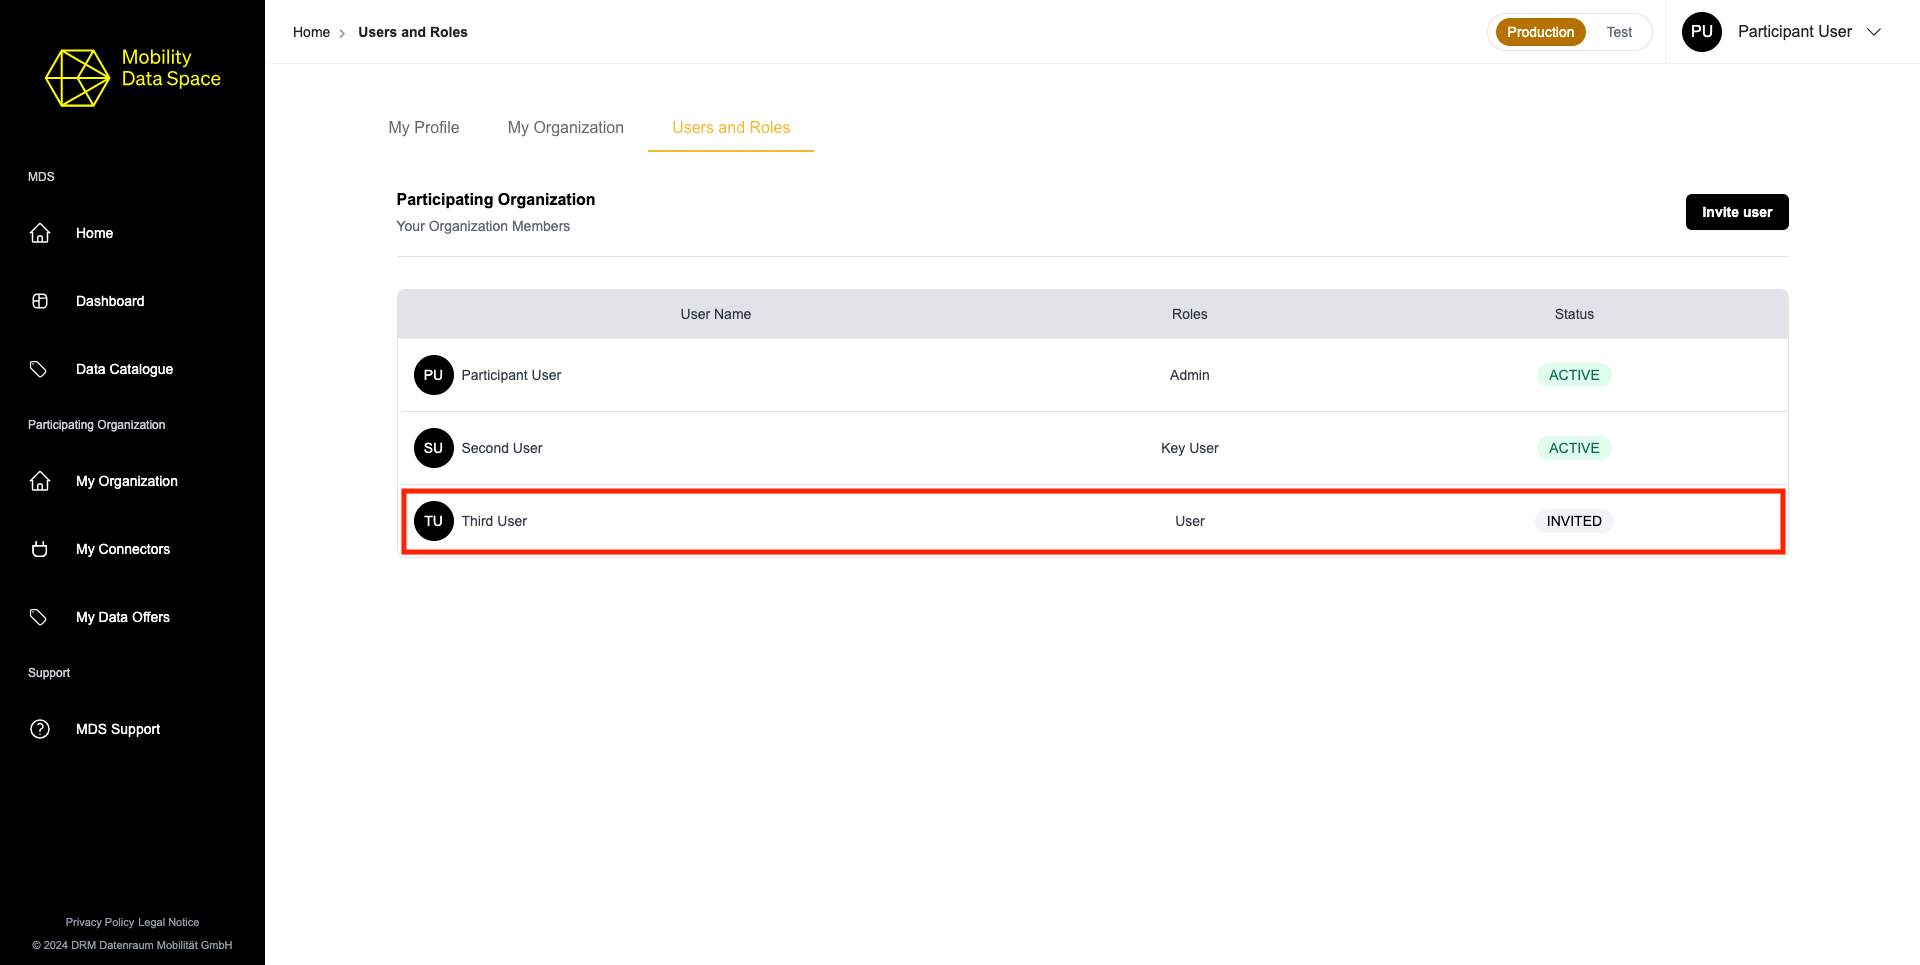 Mobility
Data Space
MDS
Home
Dashboard
Data Catalogue
Participating Organization
My Organization
My Connectors
My Data Offers
Support
MDS Support
Privacy Policy Legal Notice
© 2024 DRM Datenraum Mobilität GmbH
Home > Users and Roles
Production Test
PU Participant User
My Profile My Organization Users and Roles
Participating Organization
Your Organization Members
Invite user
User Name Roles Status
PU Participant User Admin ACTIVE
SU Second User Key User ACTIVE
TU Third User User INVITED